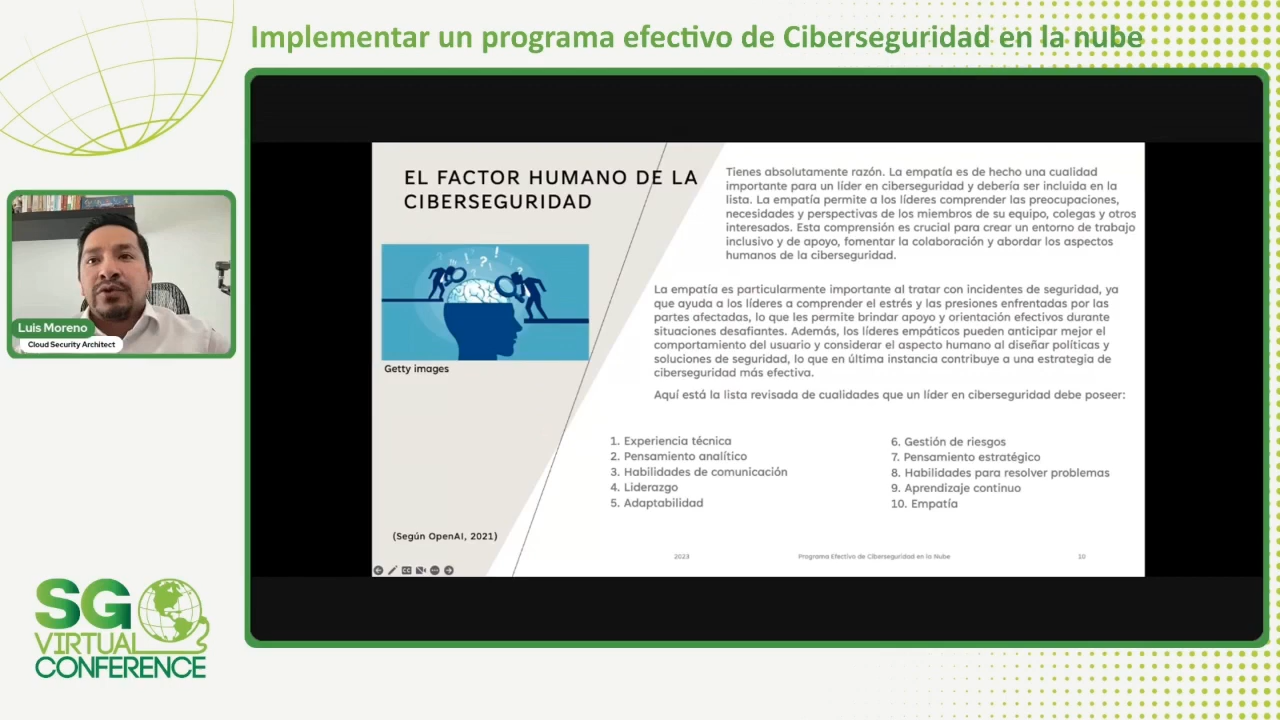 Implementar un programa efectivo de Ciberseguridad en la nube
EL FACTOR HUMANO DE LA
CIBERSEGURIDAD
Getty images
(Según OpenAI, 2021)
Tienes absolutamente razón. La empatía es de hecho una cualidad
importante para un líder en ciberseguridad y debería ser incluida en la
lista. La empatía permite a los líderes comprender las preocupaciones,
necesidades y perspectivas de los miembros de su equipo, colegas y otros
interesados. Esta comprensión es crucial para crear un entorno de trabajo
inclusivo y de apoyo, fomentar la colaboración y abordar los aspectos
humanos de la ciberseguridad.
La empatía es particularmente importante al tratar con incidentes de seguridad, ya
que ayuda a los líderes a comprender el estrés y las presiones enfrentadas por las
partes afectadas, lo que les permite brindar apoyo y orientación efectivos durante
situaciones desafiantes. Además, los líderes empáticos pueden anticipar mejor el
comportamiento del usuario y considerar el aspecto humano al diseñar políticas y
soluciones de seguridad, lo que en última instancia contribuye a una estrategia de
ciberseguridad más efectiva.
Aquí está la lista revisada de cualidades que un líder en ciberseguridad debe poseer:
1. Experiencia técnica
2. Pensamiento analítico
3. Habilidades de comunicación
4. Liderazgo
5. Adaptabilidad
6. Gestión de riesgos
7. Pensamiento estratégico
8. Habilidades para resolver problemas
9. Aprendizaje continuo
10. Empatía
2023
Programa Efectivo de Ciberseguridad en la Nube
10
Luis Moreno
Cloud Security Architect
SG
VIRTUAL
CONFERENCE